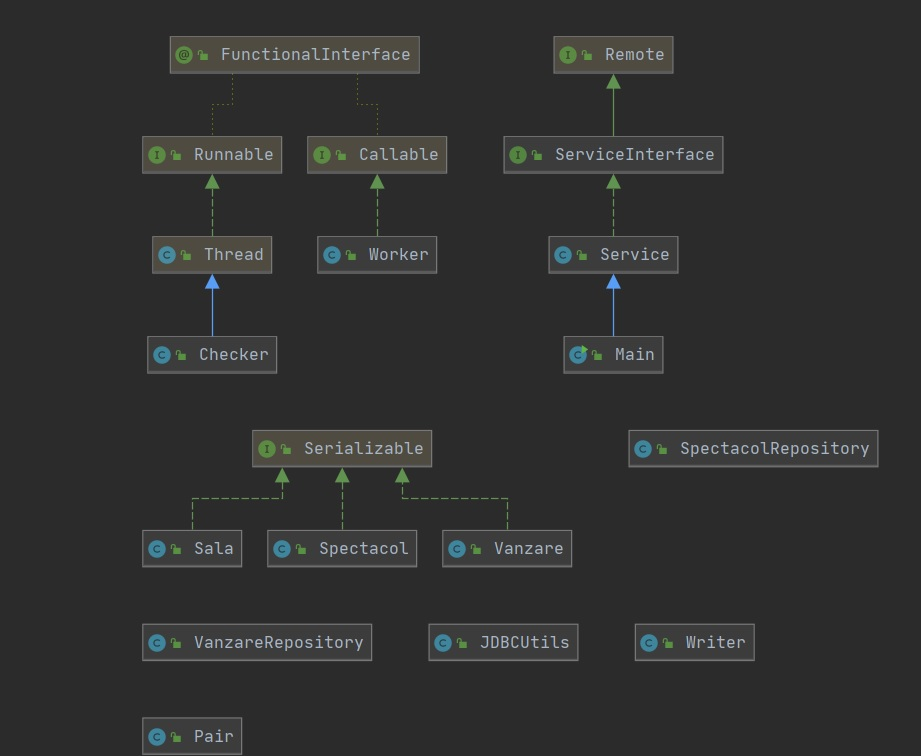 FunctionalInterface
Remote
Runnable
Callable
ServiceInterface
Thread
Worker
Service
Checker
Main
Serializable
SpectacolRepository
Sala
Spectacol
Vanzare
VanzareRepository
JDBCUtils
Writer
Pair